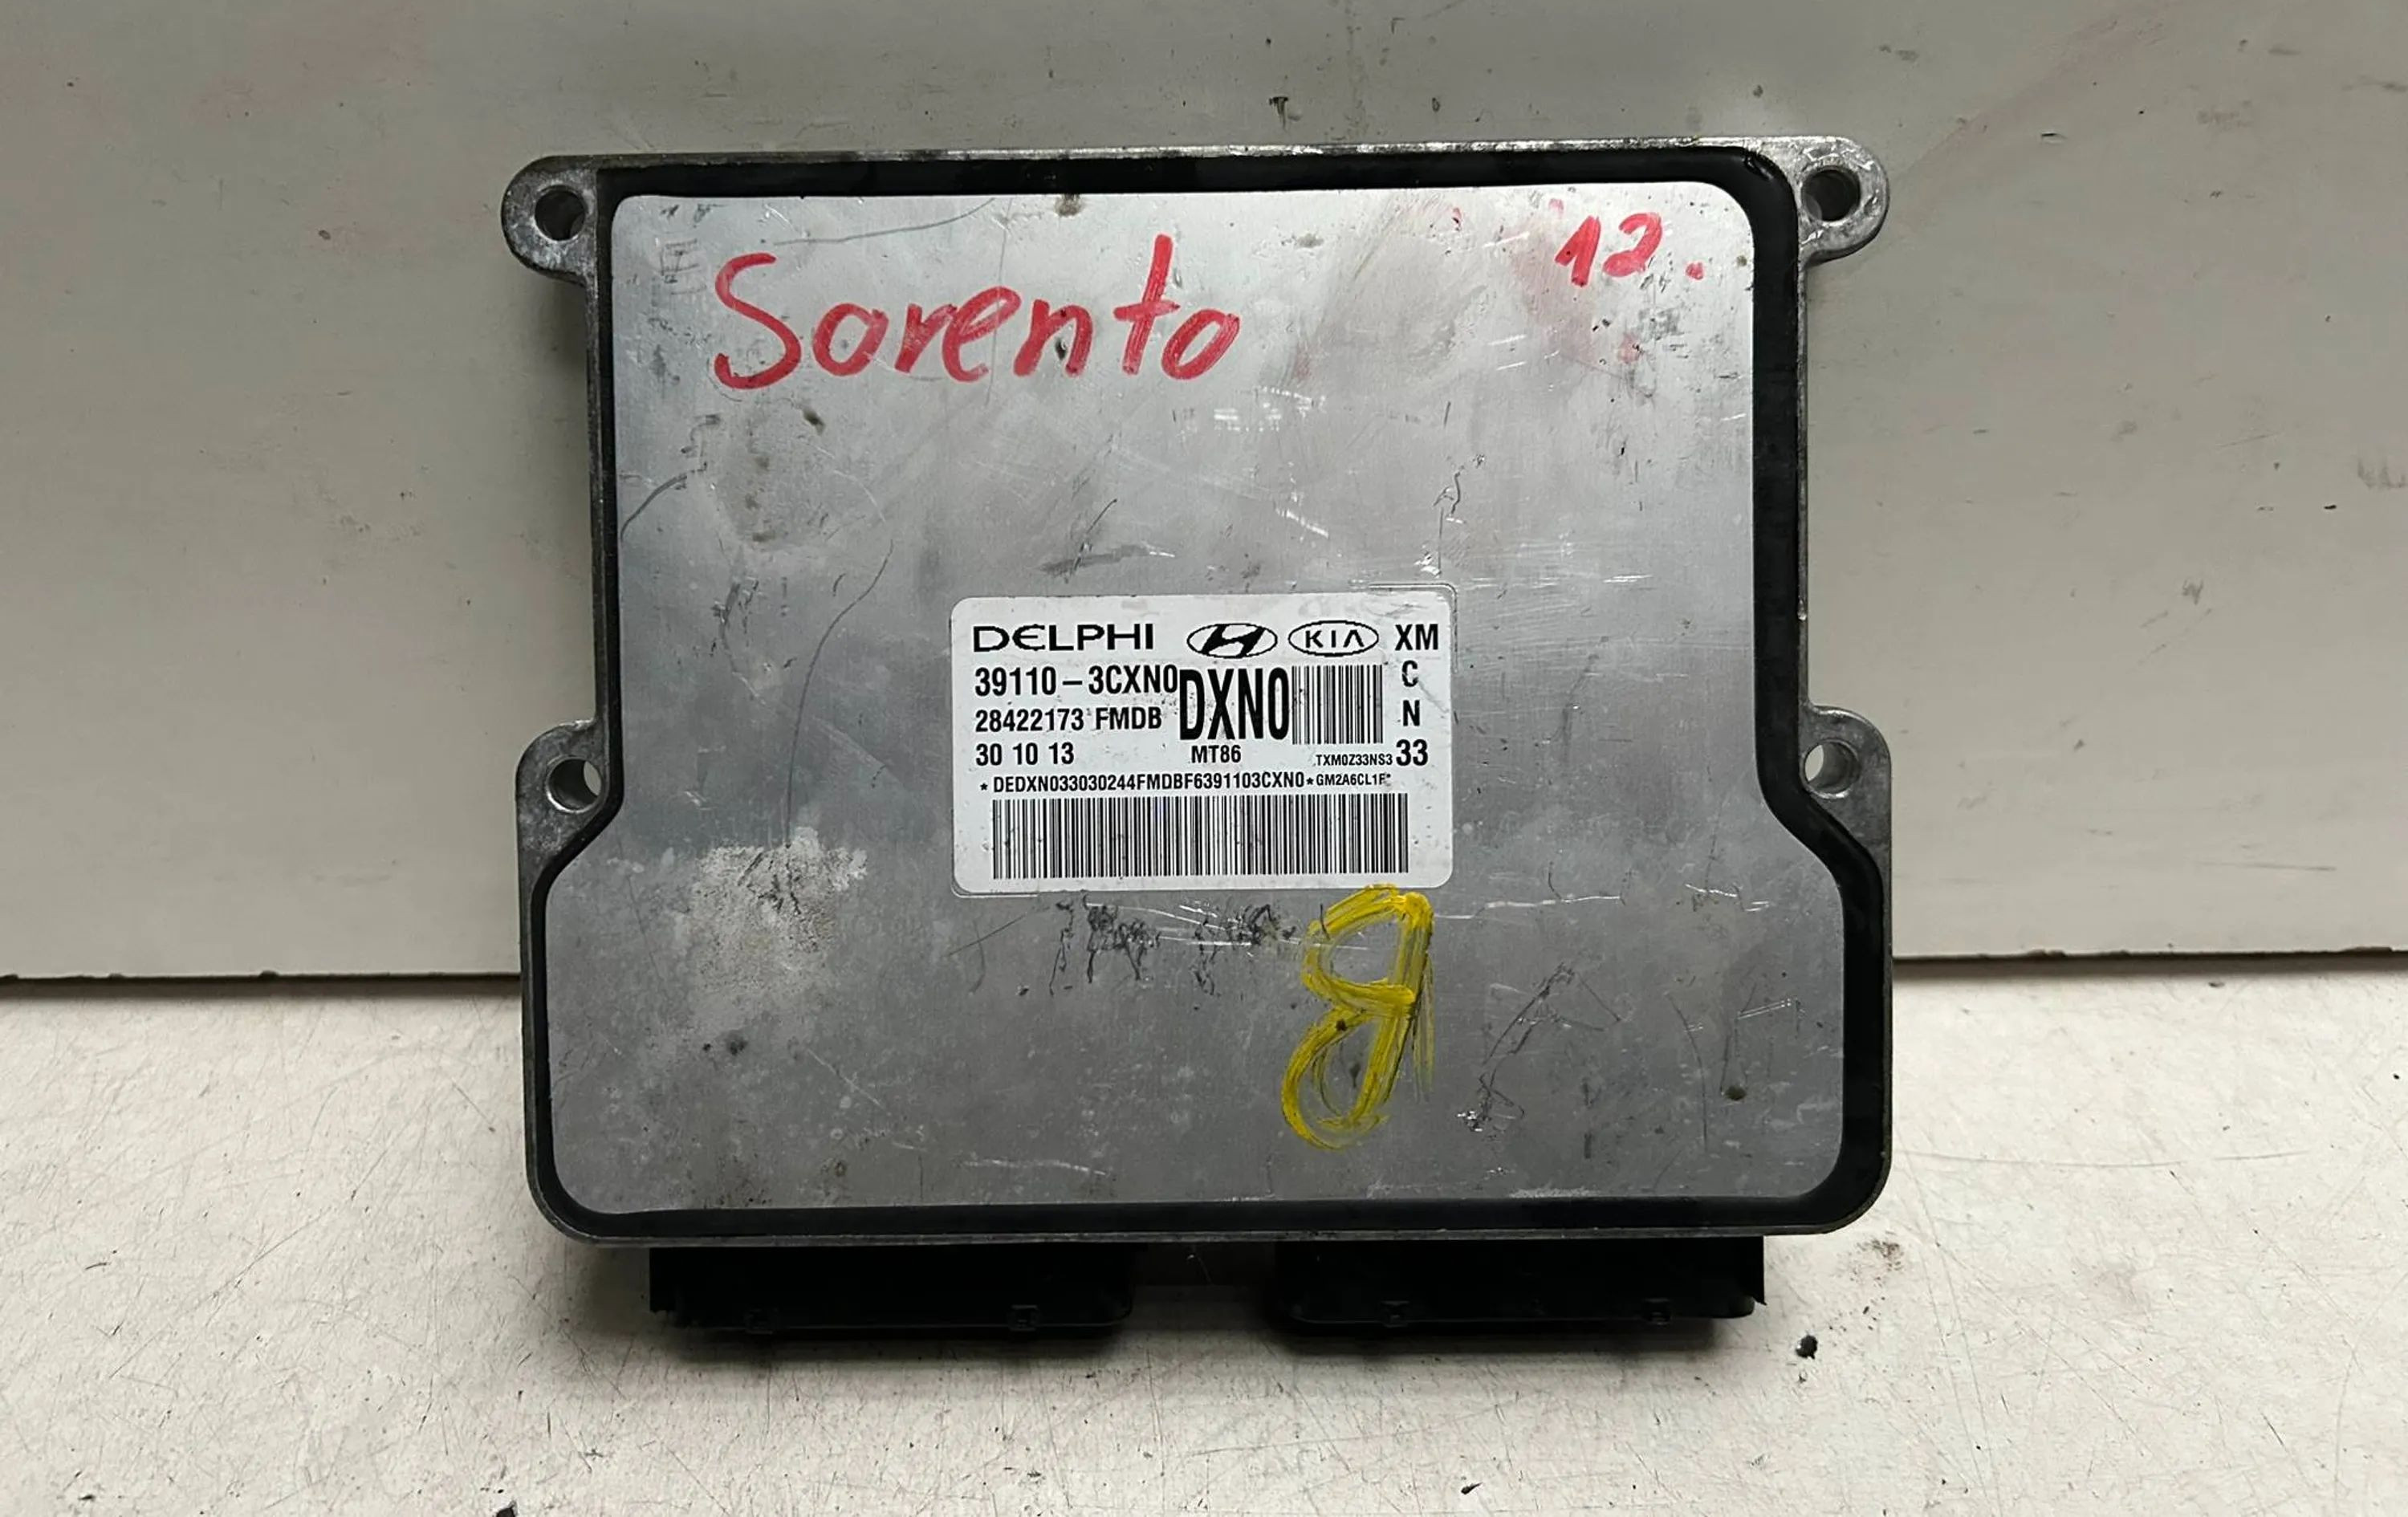 Sorento
12.
DELPHI KIA XM
39110-3CXN0 DXN0 C
28422173 FMDB N
30 10 13 MT86 TXM0Z33NS3 33
*DEDXN033030244FMDBF6391103CXN0*GM2A6CL1F*
B